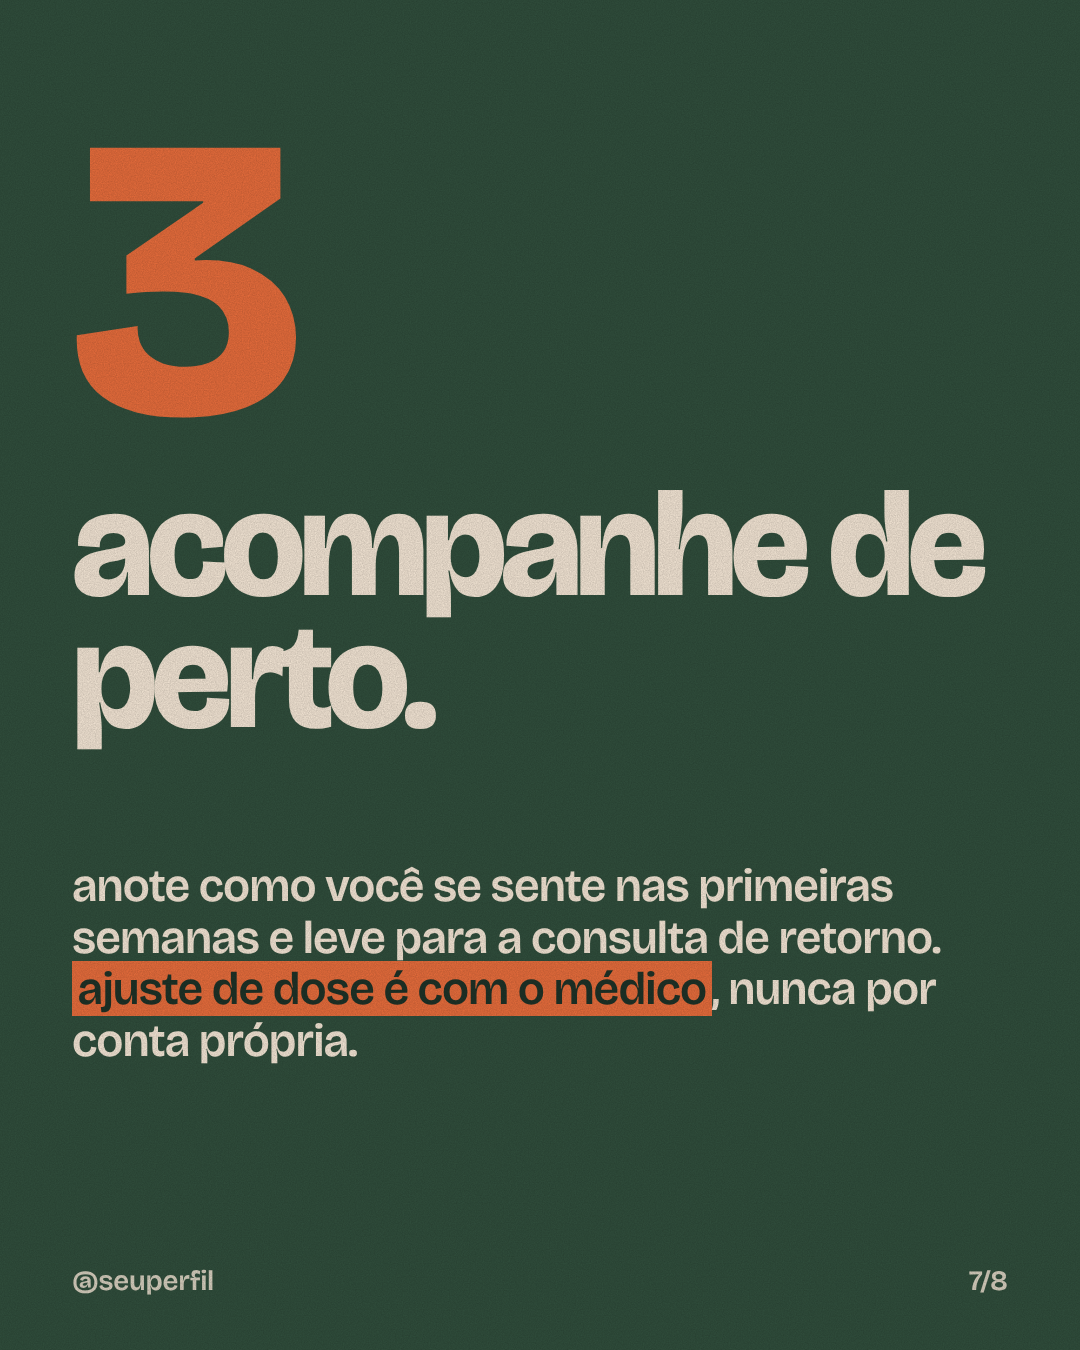 3
acompanhe de
perto.
anote como você se sente nas primeiras
semanas e leve para a consulta de retorno.
ajuste de dose é com o médico, nunca por
conta própria.
@seuperfil
7/8